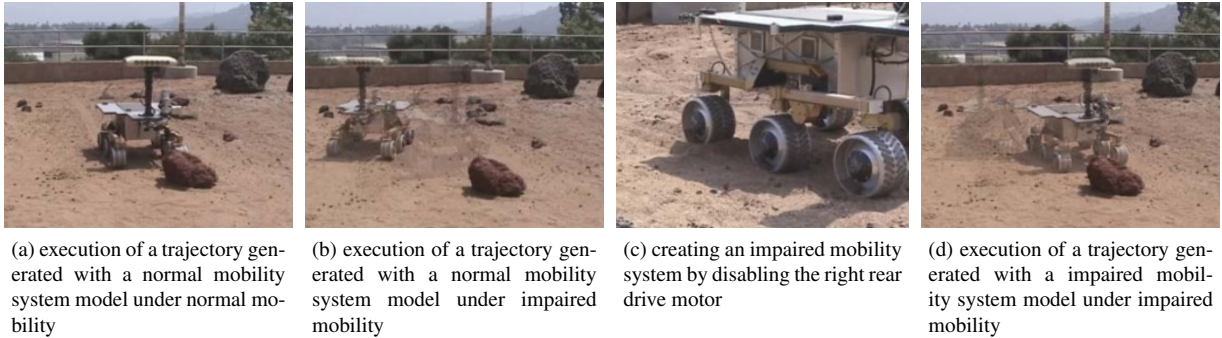 (a) execution of a trajectory gen-
erated with a normal mobility
system model under normal mo-
bility
(b) execution of a trajectory gen-
erated with a normal mobility
system model under impaired
mobility
(c) creating an impaired mobility
system by disabling the right rear
drive motor
(d) execution of a trajectory gen-
erated with a impaired mobil-
ity system model under impaired
mobility